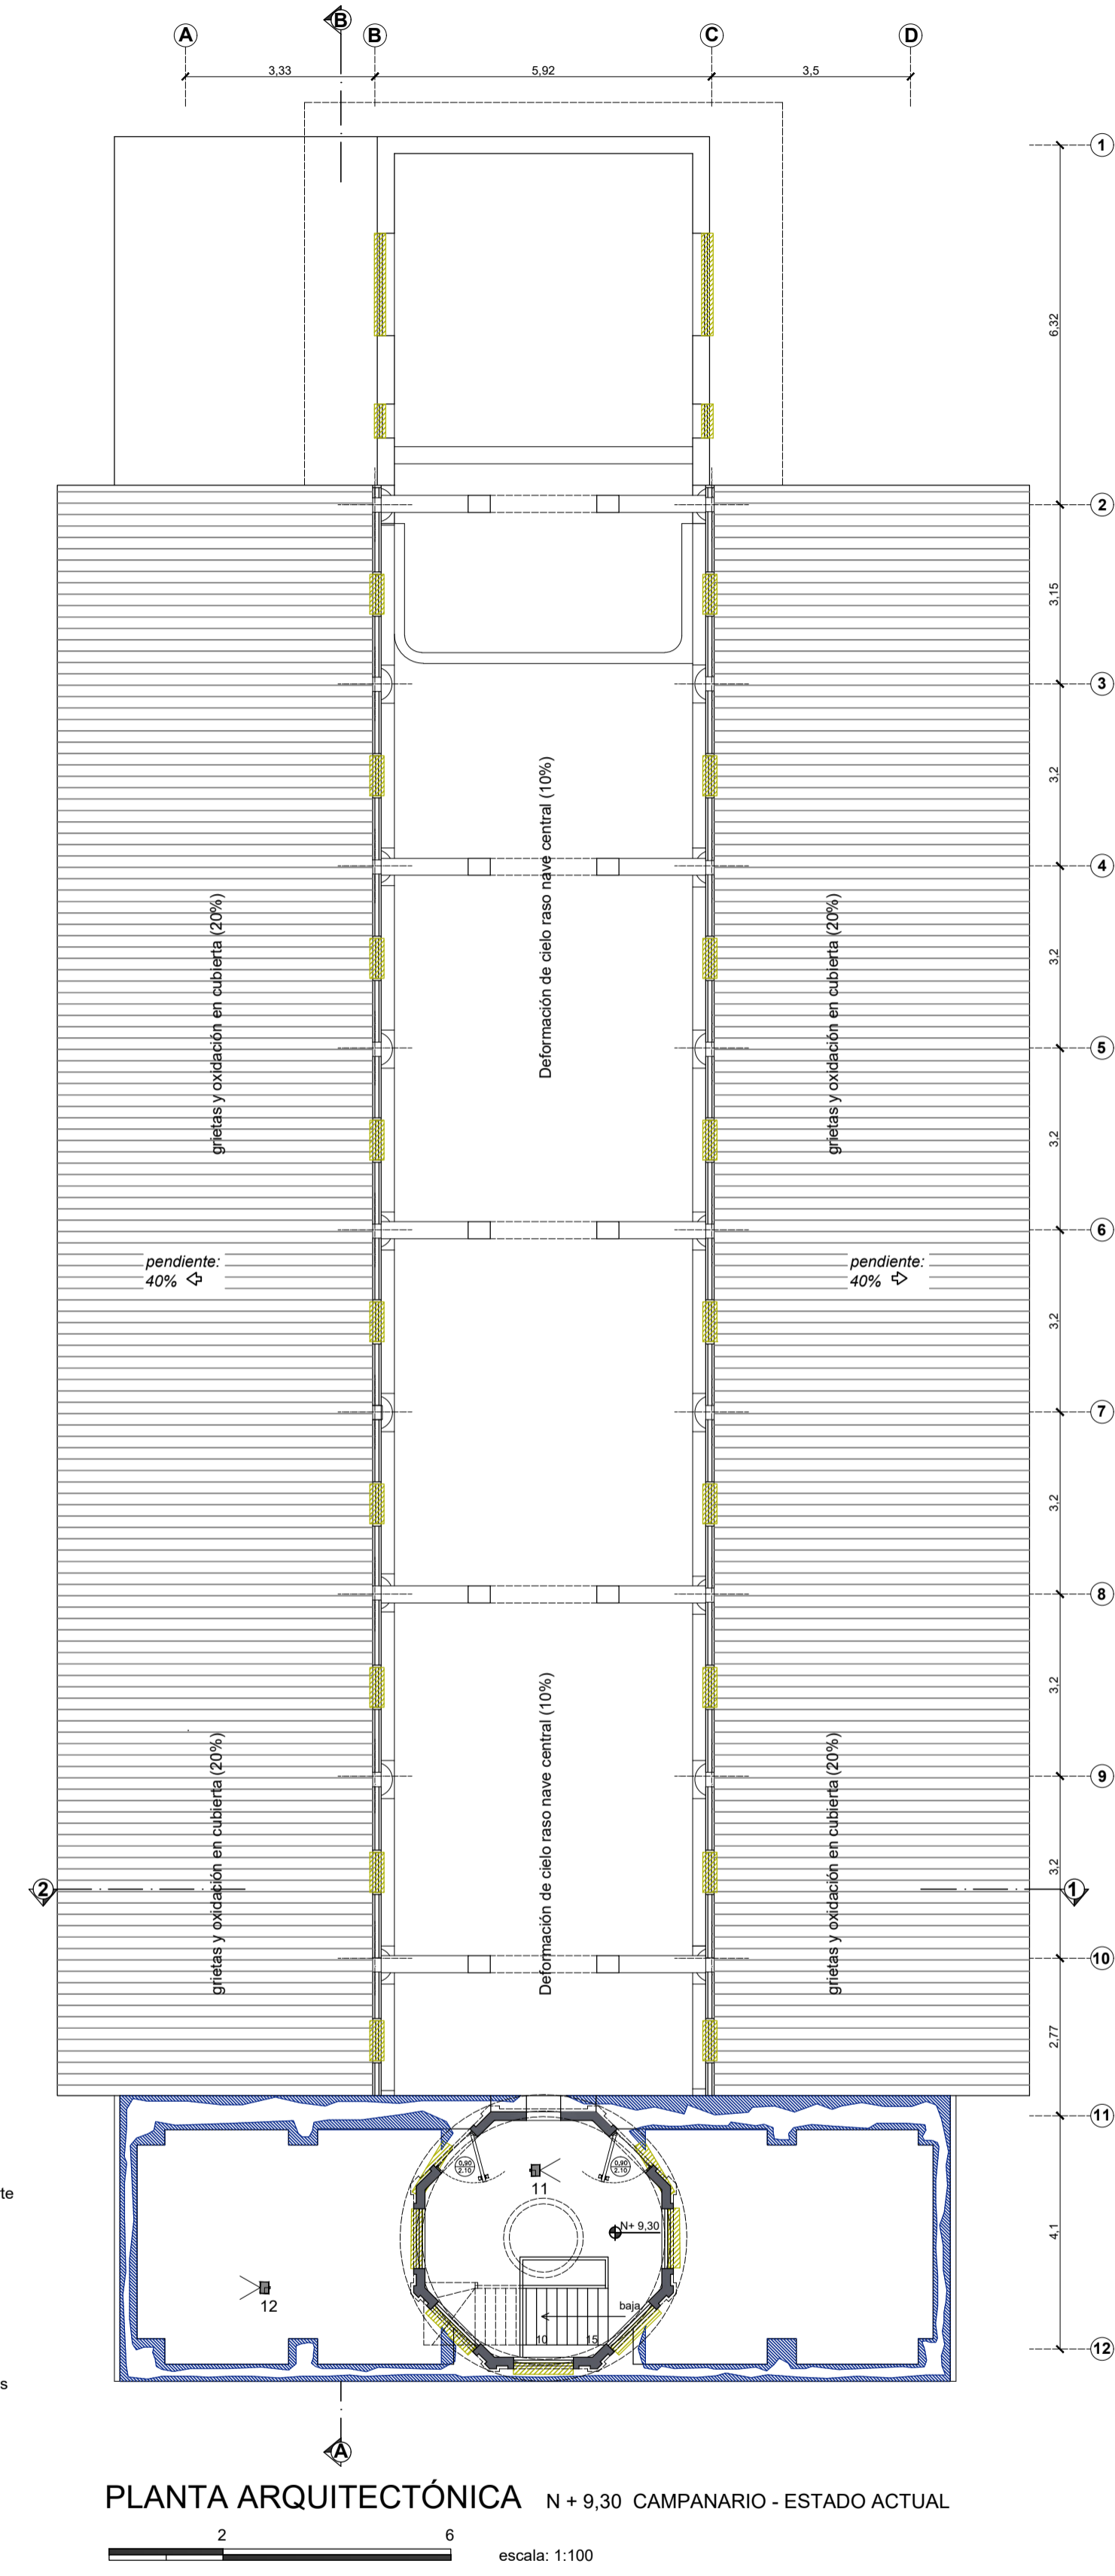 A
B
B
C
D
3,33
5,92
3,5
1
6,32
2
3,15
3
3,2
Deformación de cielo raso nave central (10%)
4
grietas y oxidación en cubierta (20%)
grietas y oxidación en cubierta (20%)
3,2
5
3,2
6
pendiente:
40%
pendiente:
40%
3,2
7
3,2
8
3,2
Deformación de cielo raso nave central (10%)
grietas y oxidación en cubierta (20%)
grietas y oxidación en cubierta (20%)
9
3,2
2
1
10
2,77
11
0,90
2,10
0,90
2,10
11
te
N+ 9,30
4,1
12
baja
10
15
12
s
A
PLANTA ARQUITECTÓNICA N + 9,30 CAMPANARIO - ESTADO ACTUAL
2
6
escala: 1:100